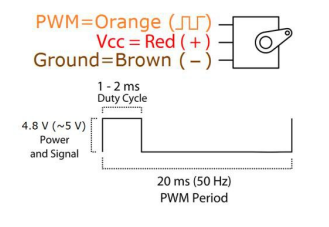 PWM=Orange (⎍⎍)
Vcc = Red ( + )
Ground=Brown ( − )
1 - 2 ms
Duty Cycle
4.8 V (~5 V)
Power
and Signal
20 ms (50 Hz)
PWM Period